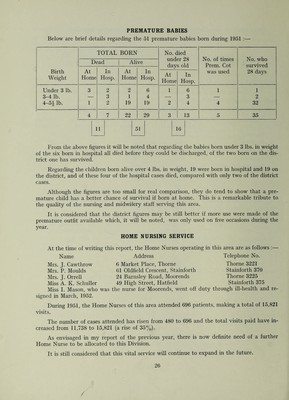 PREMATURE BABIES
Below are brief details regarding the 51 premature babies born during 1951 :—
TOTAL BORN
No. died under 28 days old
No. of times Prem. Cot was used
No. who survived 28 days
Dead
Alive
Birth Weight
At Home
In Hosp.
At Home
In Hosp.
At Home
In Hosp.
Under 3 lb. 3 2 2 6 1 6 1 1
3-4 lb. — 3 1 4 — 3 — 2
4-5½ lb. 1 2 19 19 2 4 4 32
4 7 22 29 3 13 5 35
11 51 16
From the above figures it will be noted that regarding the babies born under 3 lbs. in weight
of the six born in hospital all died before they could be discharged, of the two born on the dis-
trict one has survived.
Regarding the children born alive over 4 lbs. in weight, 19 were born in hospital and 19 on
the district, and of these four of the hospital cases died, compared with only two of the district
cases.
Although the figures are too small for real comparison, they do tend to show that a pre-
mature child has a better chance of survival if born at home. This is a remarkable tribute to
the quality of the nursing and midwifery staff serving this area.
It is considered that the district figures may be still better if more use were made of the
premature outfit available which, it will be noted, was only used on five occasions during the
year.
HOME NURSING SERVICE
At the time of writing this report, the Home Nurses operating in this area are as follows :—
Name Address Telephone No.
Mrs. J. Cawthrow 6 Market Place, Thorne Thorne 3223
Mrs. P. Moulds 61 Oldfield Crescent, Stainforth Stainforth 370
Mrs. J. Orrell 24 Barnsley Road, Moorends Thorne 3225
Miss A. K. Schuller 49 High Street, Hatfield Stainforth 375
Miss I. Mason, who was the nurse for Moorends, went off duty through ill-health and re-
signed in March, 1952.
During 1951, the Home Nurses of this area attended 696 patients, making a total of 15,821
visits.
The number of cases attended has risen from 480 to 696 and the total visits paid have in-
creased from 11,728 to 15,821 (a rise of 35%).
As envisaged in my report of the previous year, there is now definite need of a further
Home Nurse to be allocated to this Division.
It is still considered that this vital service will continue to expand in the future.
26